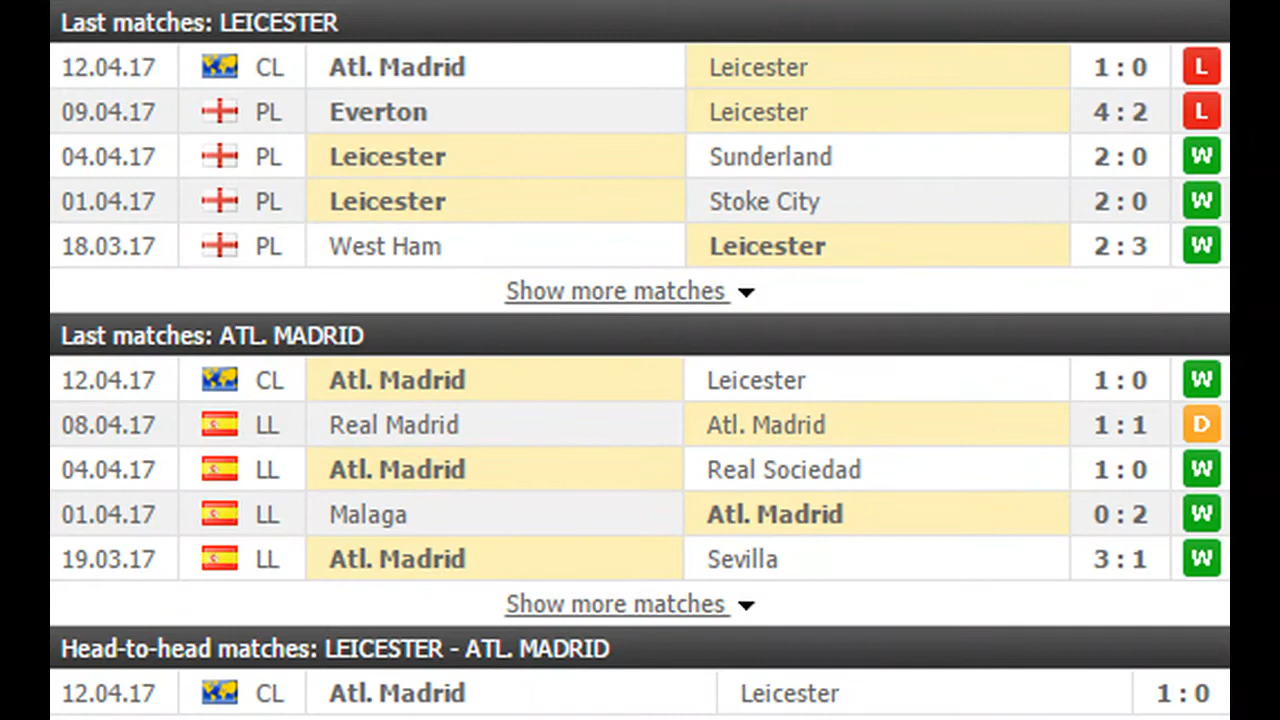 Last matches: LEICESTER
12.04.17 CL Atl. Madrid Leicester 1 : 0 L
09.04.17 PL Everton Leicester 4 : 2 L
04.04.17 PL Leicester Sunderland 2 : 0 W
01.04.17 PL Leicester Stoke City 2 : 0 W
18.03.17 PL West Ham Leicester 2 : 3 W
Show more matches
Last matches: ATL. MADRID
12.04.17 CL Atl. Madrid Leicester 1 : 0 W
08.04.17 LL Real Madrid Atl. Madrid 1 : 1 D
04.04.17 LL Atl. Madrid Real Sociedad 1 : 0 W
01.04.17 LL Malaga Atl. Madrid 0 : 2 W
19.03.17 LL Atl. Madrid Sevilla 3 : 1 W
Show more matches
Head-to-head matches: LEICESTER - ATL. MADRID
12.04.17 CL Atl. Madrid Leicester 1 : 0